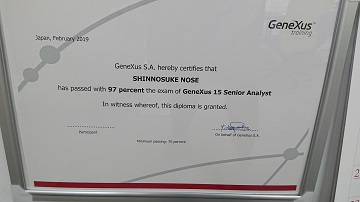 GeneXus™
training
Japan, February 2019
GeneXus S.A. hereby certifies that
SHINNOSUKE NOSE
has passed with 97 percent the exam of GeneXus 15 Senior Analyst
In witness whereof, this diploma is granted.
Participant
On behalf of GeneXus S.A.
Minimum passing: 70 percent